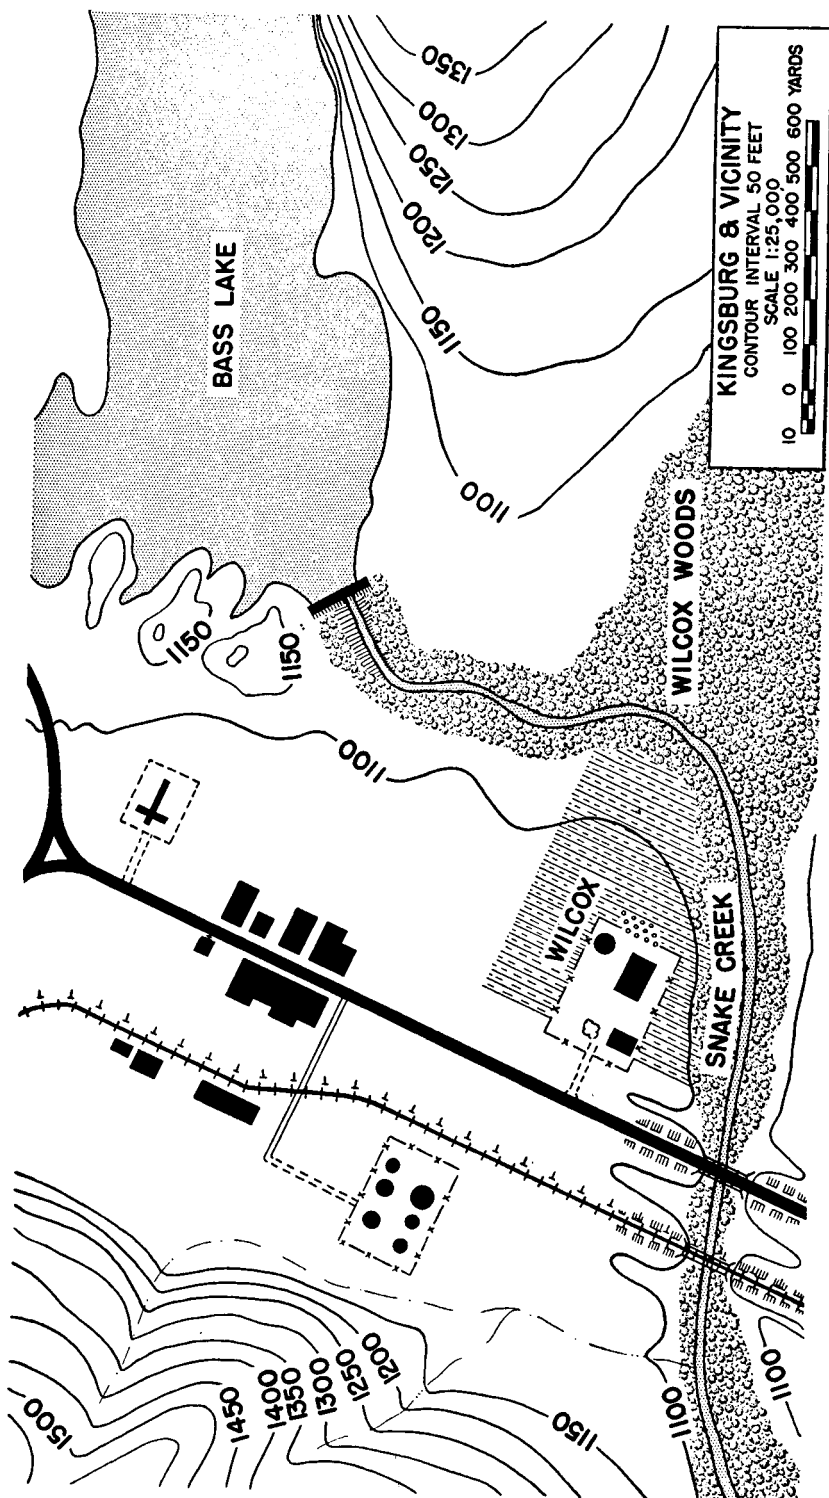 BASS LAKE
1350
1300
1250
1200
1150
1100
KINGSBURG & VICINITY
CONTOUR INTERVAL 50 FEET
SCALE 1:25,000
10 0 100 200 300 400 500 600 YARDS
1150
1150
1100
WILCOX WOODS
WILCOX
SNAKE CREEK
1500
1450
1400
1350
1300
1250
1200
1150
1100
1100